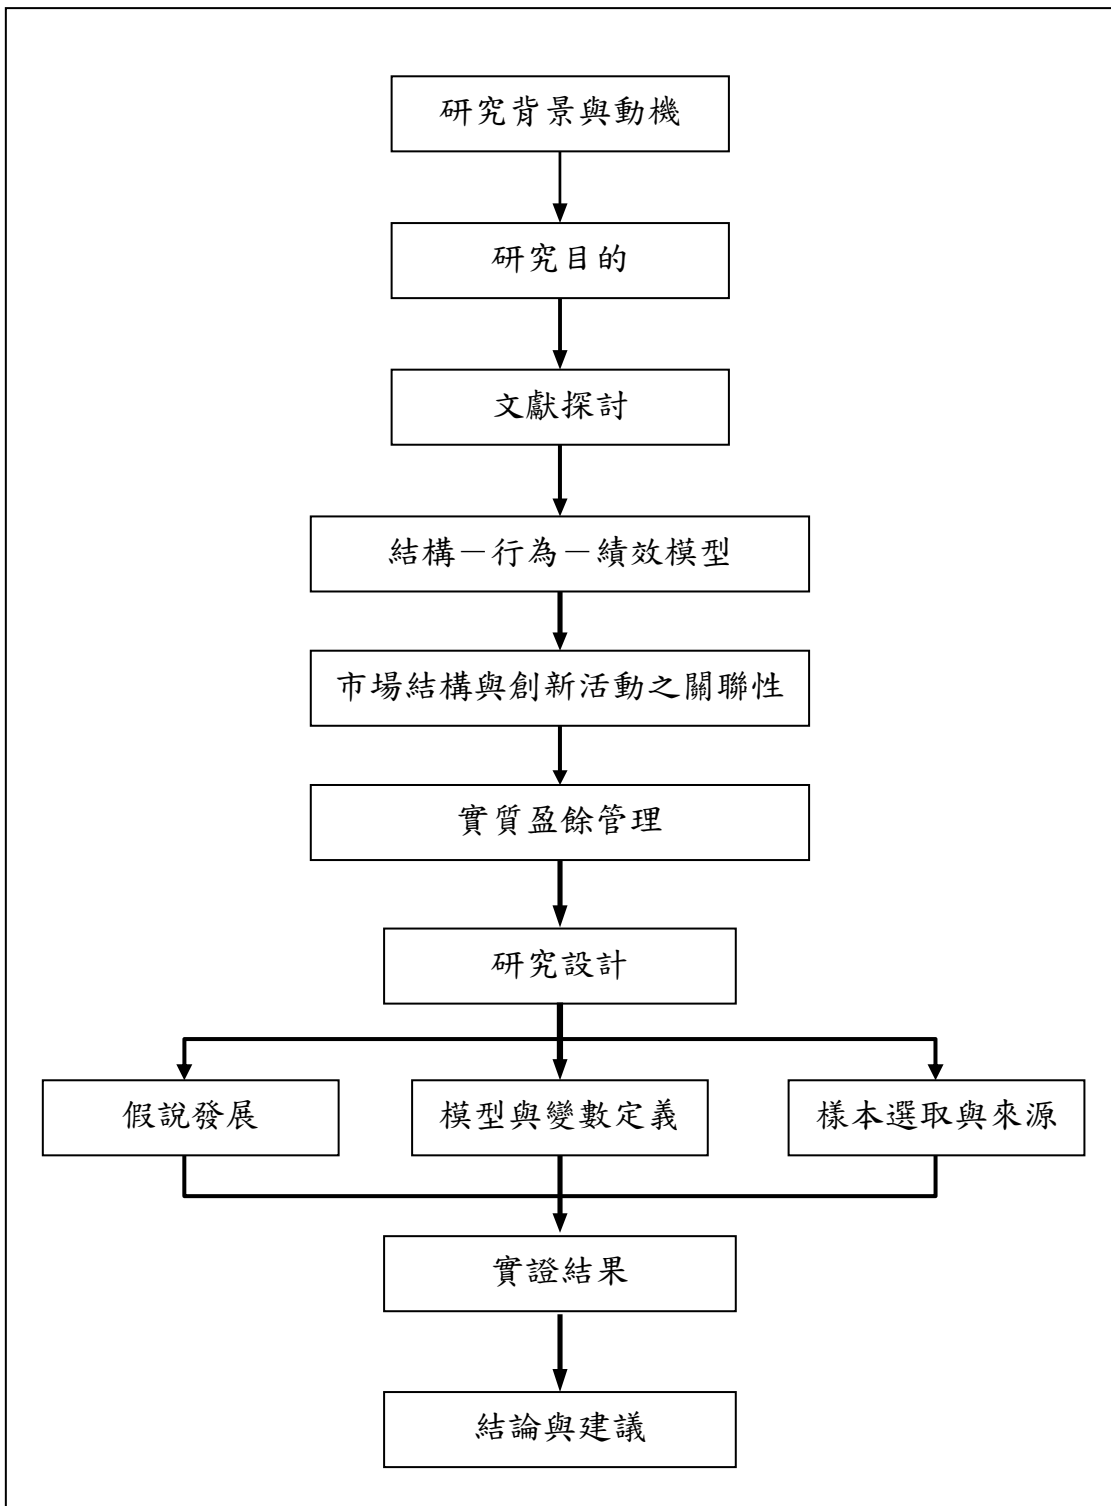 研究背景與動機
研究目的
文獻探討
結構－行為－績效模型
市場結構與創新活動之關聯性
實質盈餘管理
研究設計
假說發展
模型與變數定義
樣本選取與來源
實證結果
結論與建議